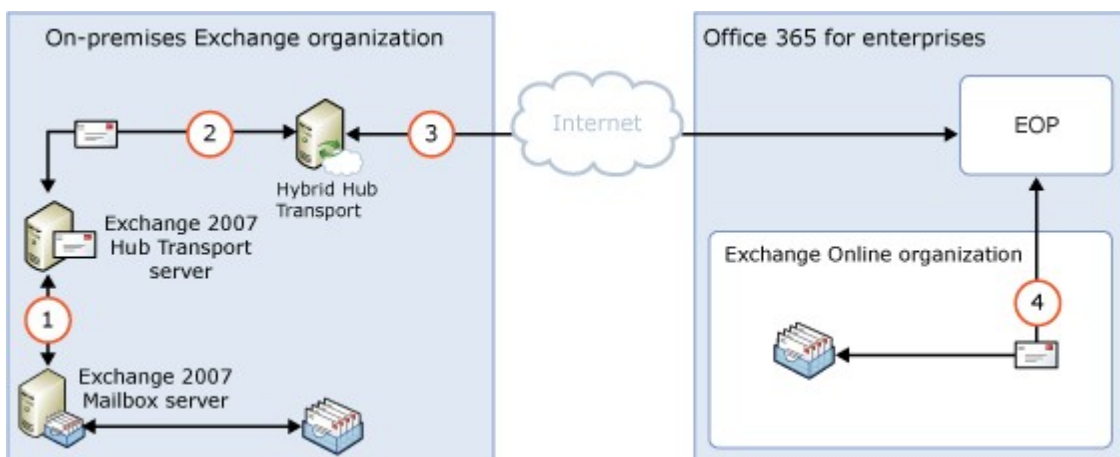 On-premises Exchange organization
Office 365 for enterprises
2
3
Internet
EOP
Hybrid Hub
Transport
Exchange 2007
Hub Transport
server
Exchange Online organization
1
4
Exchange 2007
Mailbox server